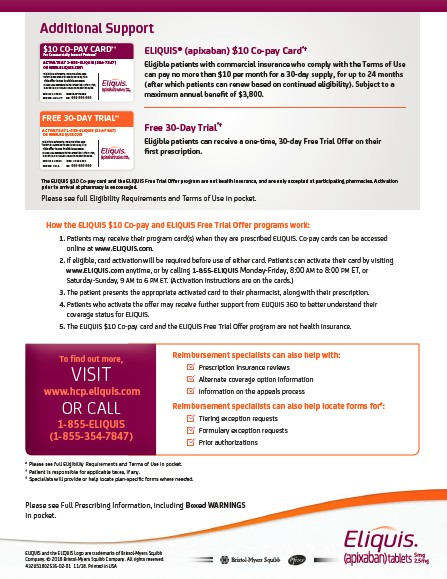 Additional Support
$10 CO-PAY CARD*†
For Commercially Insured Patients*
ACTIVATE AT 1-855-ELIQUIS (354-7847)
OR WWW.ELIQUIS.COM
Eliquis.
ELIQUIS® (apixaban) $10 Co-pay Card*†
Eligible patients with commercial insurance who comply with the Terms of Use
can pay no more than $10 per month for a 30-day supply, for up to 24 months
(after which patients can renew based on continued eligibility). Subject to a
maximum annual benefit of $3,800.
FREE 30-DAY TRIAL*†
ACTIVATE AT 1-855-ELIQUIS (354-7847)
OR WWW.ELIQUIS.COM
Eliquis.
Free 30-Day Trial*†
Eligible patients can receive a one-time, 30-day Free Trial Offer on their
first prescription.
The ELIQUIS $10 Co-pay card and the ELIQUIS Free Trial Offer are not health insurance, and are only accepted at participating pharmacies. Activation
prior to arrival at pharmacy is encouraged.
Please see full Eligibility Requirements and Terms of Use in pocket.
How the ELIQUIS $10 Co-pay and ELIQUIS Free Trial Offer programs work:
1. Patients may receive their program card(s) when they are prescribed ELIQUIS. Co-pay cards can be accessed
online at www.ELIQUIS.com.
2. If eligible, card activation will be required before use of either card. Patients can activate their card by visiting
www.ELIQUIS.com anytime, or by calling 1-855-ELIQUIS Monday-Friday, 8:00 AM to 8:00 PM ET, or
Saturday-Sunday, 9 AM to 6 PM ET. (Activation instructions are on the cards.)
3. The patient presents the appropriate activated card to their pharmacist, along with their prescription.
4. Patients who activate the offer may receive further support from ELIQUIS 360 to better understand their
coverage status for ELIQUIS.
5. The ELIQUIS $10 Co-pay card and the ELIQUIS Free Trial Offer program are not health insurance.
To find out more,
VISIT
www.hcp.eliquis.com
OR CALL
1-855-ELIQUIS
(1-855-354-7847)
Reimbursement specialists can also help with:
Prescription insurance reviews
Alternate coverage option information
Information on the appeals process
Reimbursement specialists can also help locate forms for‡:
Tiering exception requests
Formulary exception requests
Prior authorizations
* Please see full Eligibility Requirements and Terms of Use in pocket.
† Patient is responsible for applicable taxes, if any.
‡ Specialists will provide or help locate plan-specific forms where needed.
Please see Full Prescribing Information, including Boxed WARNINGS
in pocket.
Eliquis.
(apixaban) tablets 5mg
2.5mg
ELIQUIS and the ELIQUIS Logo are trademarks of Bristol-Myers Squibb
Company. © 2018 Bristol-Myers Squibb Company. All rights reserved.
432US1802535-02-01 11/18. Printed in USA
Bristol-Myers Squibb
Pfizer